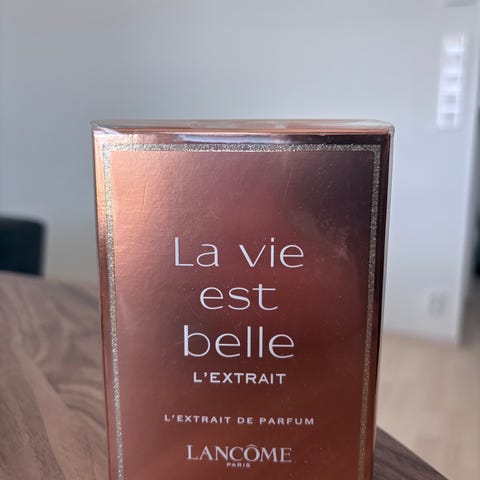 La vie
est
belle
L'EXTRAIT
L'EXTRAIT DE PARFUM
LANCÔME
PARIS